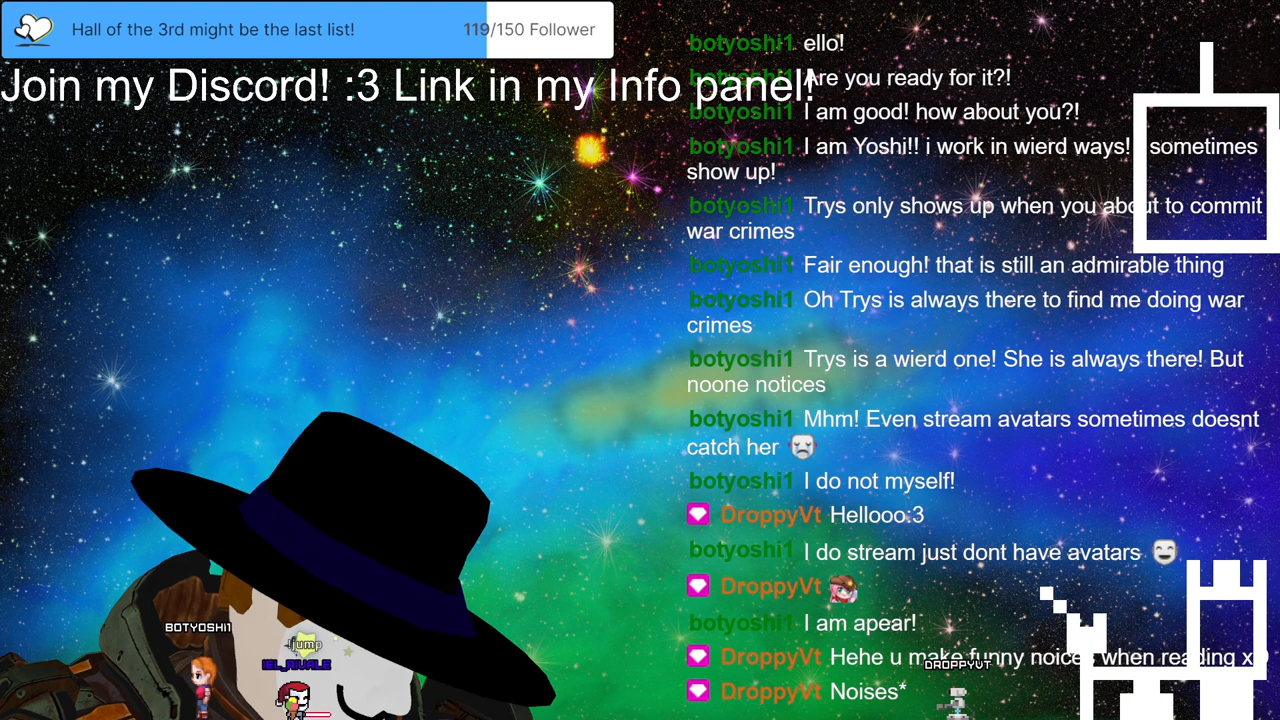 Hall of the 3rd might be the last list! 119/150 Follower
Join my Discord! :3 Link in my Info panel!
botyoshi1 ello!
botyoshi1 Are you ready for it?!
botyoshi1 I am good! how about you?!
botyoshi1 I am Yoshi!! i work in wierd ways! sometimes
show up!
botyoshi1 Trys only shows up when you about to commit
war crimes
botyoshi1 Fair enough! that is still an admirable thing
botyoshi1 Oh Trys is always there to find me doing war
crimes
botyoshi1 Trys is a wierd one! She is always there! But
noone notices
botyoshi1 Mhm! Even stream avatars sometimes doesnt
catch her
botyoshi1 I do not myself!
DroppyVt Hellooo:3
botyoshi1 I do stream just dont have avatars
DroppyVt
botyoshi1 I am apear!
DroppyVt Hehe u make funny noices when reading xD
DroppyVt Noises*
BOTYOSHI1
!jump
DROPPYVT